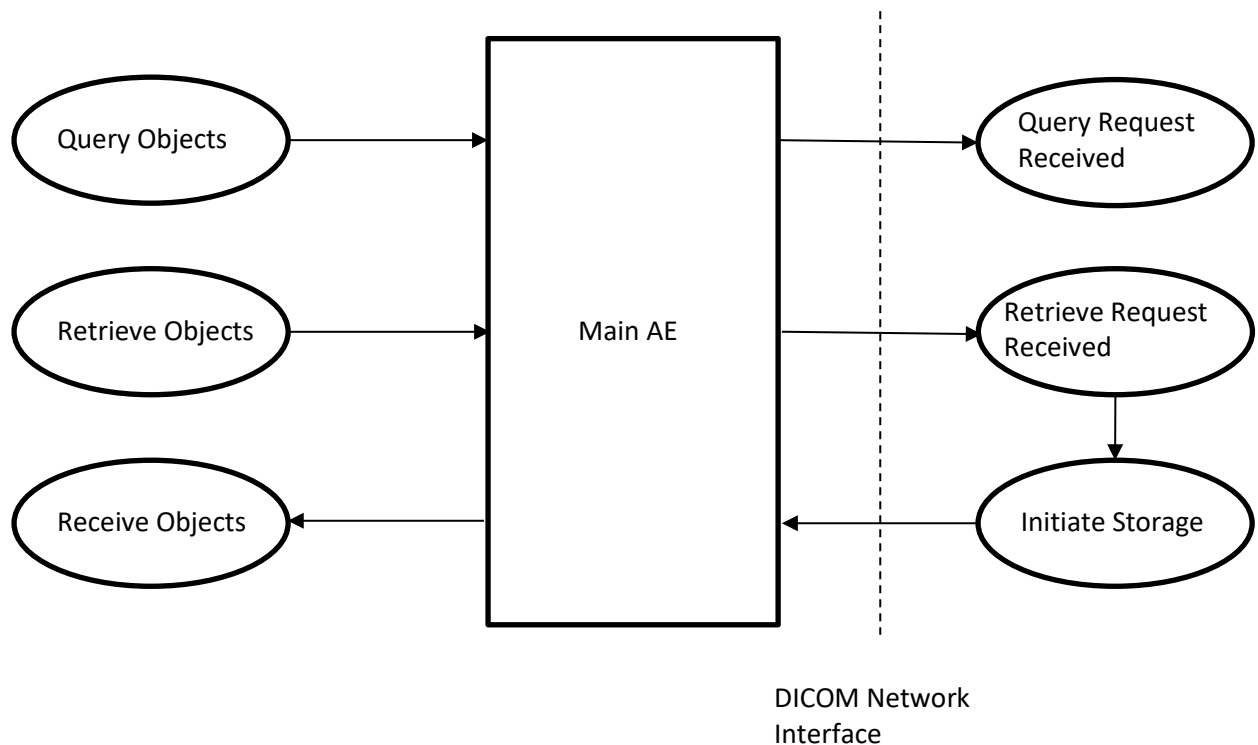 Query Objects
Query Request
Received
Retrieve Objects
Main AE
Retrieve Request
Received
Receive Objects
Initiate Storage
DICOM Network
Interface